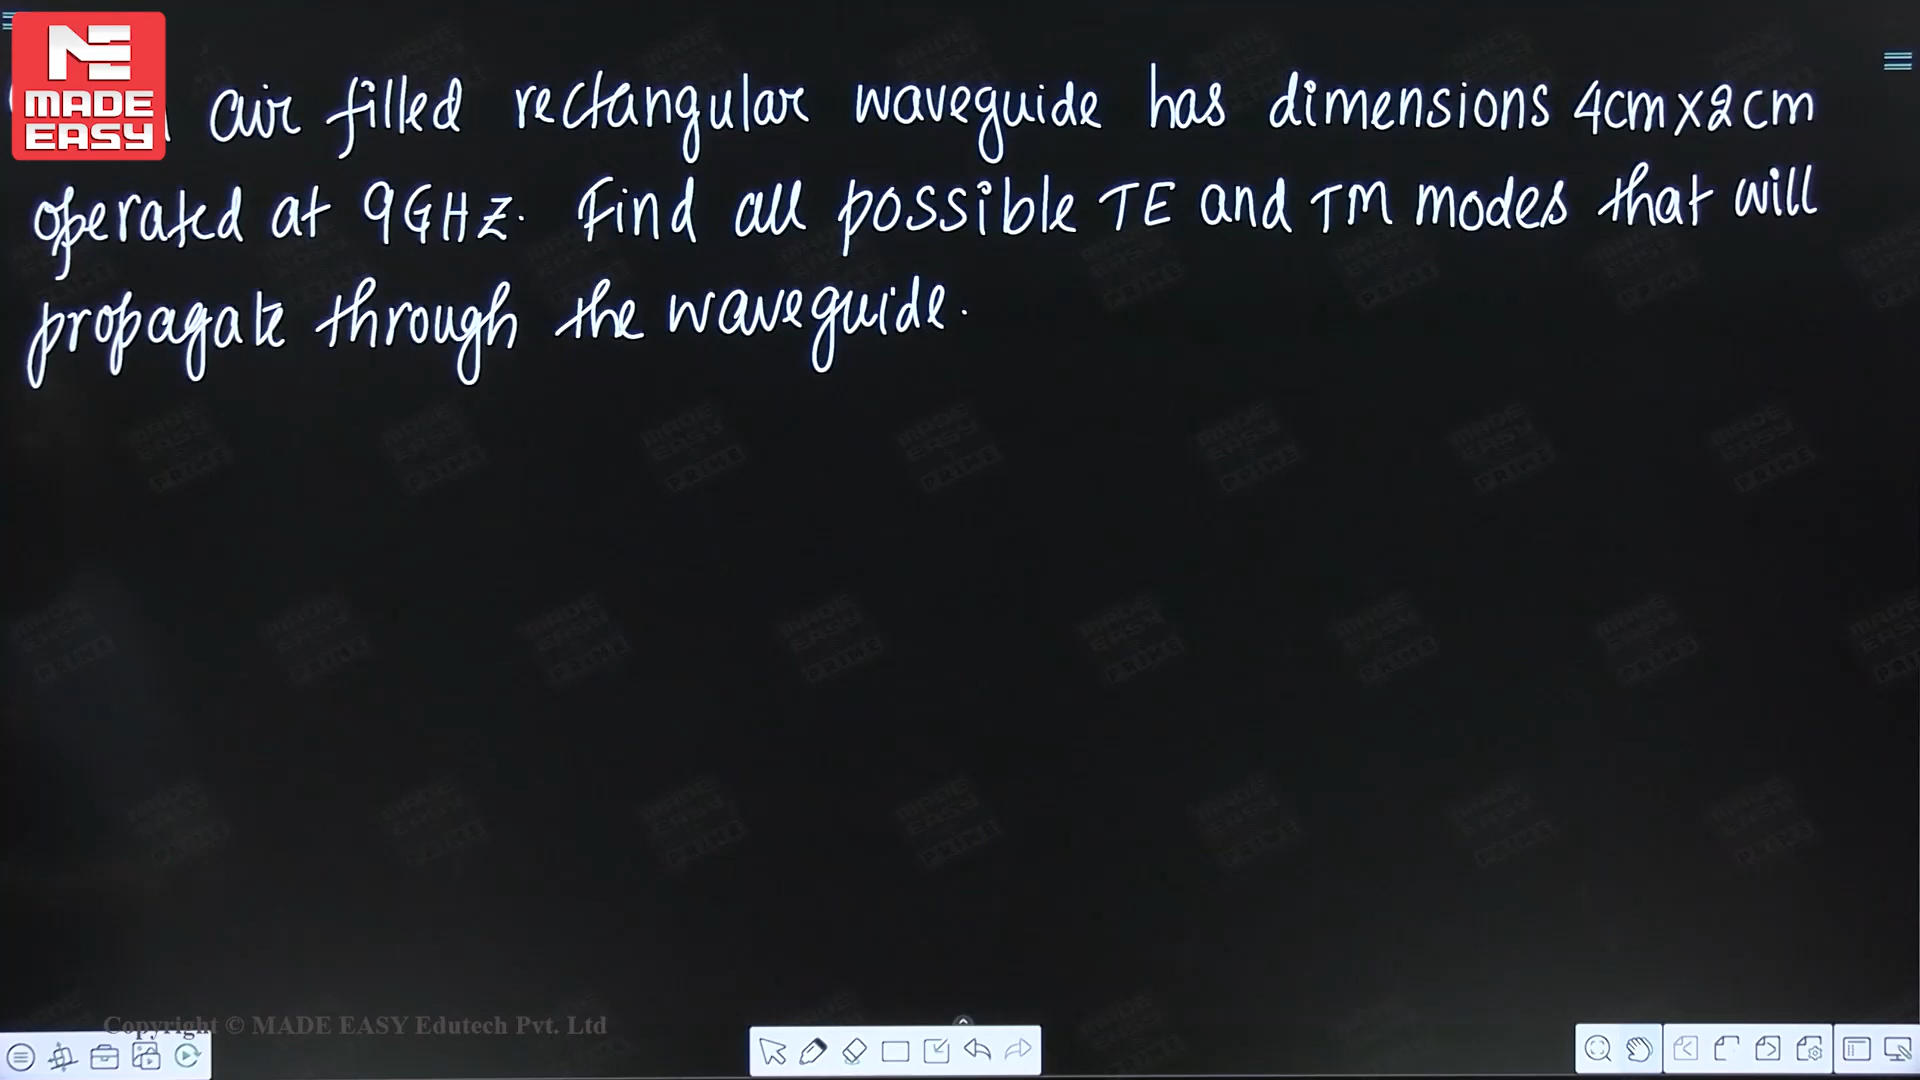 MADE
EASY
air filled rectangular waveguide has dimensions 4cm x 2cm
operated at 9GHz. Find all possible TE and TM modes that will
propagate through the waveguide.
Copyright © MADE EASY Edutech Pvt. Ltd